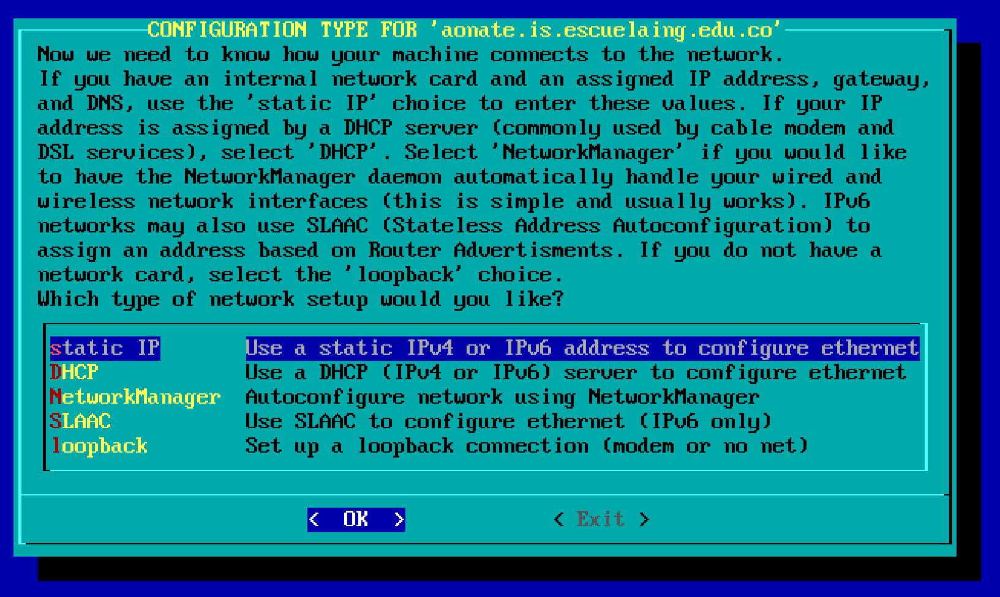 CONFIGURATION TYPE FOR 'aonate.is.escuelaing.edu.co'
Now we need to know how your machine connects to the network.
If you have an internal network card and an assigned IP address, gateway,
and DNS, use the 'static IP' choice to enter these values. If your IP
address is assigned by a DHCP server (commonly used by cable modem and
DSL services), select 'DHCP'. Select 'NetworkManager' if you would like
to have the NetworkManager daemon automatically handle your wired and
wireless network interfaces (this is simple and usually works). IPv6
networks may also use SLAAC (Stateless Address Autoconfiguration) to
assign an address based on Router Advertisments. If you do not have a
network card, select the 'loopback' choice.
Which type of network setup would you like?
static IP Use a static IPv4 or IPv6 address to configure ethernet
DHCP Use a DHCP (IPv4 or IPv6) server to configure ethernet
NetworkManager Autoconfigure network using NetworkManager
SLAAC Use SLAAC to configure ethernet (IPv6 only)
loopback Set up a loopback connection (modem or no net)
< OK > < Exit >